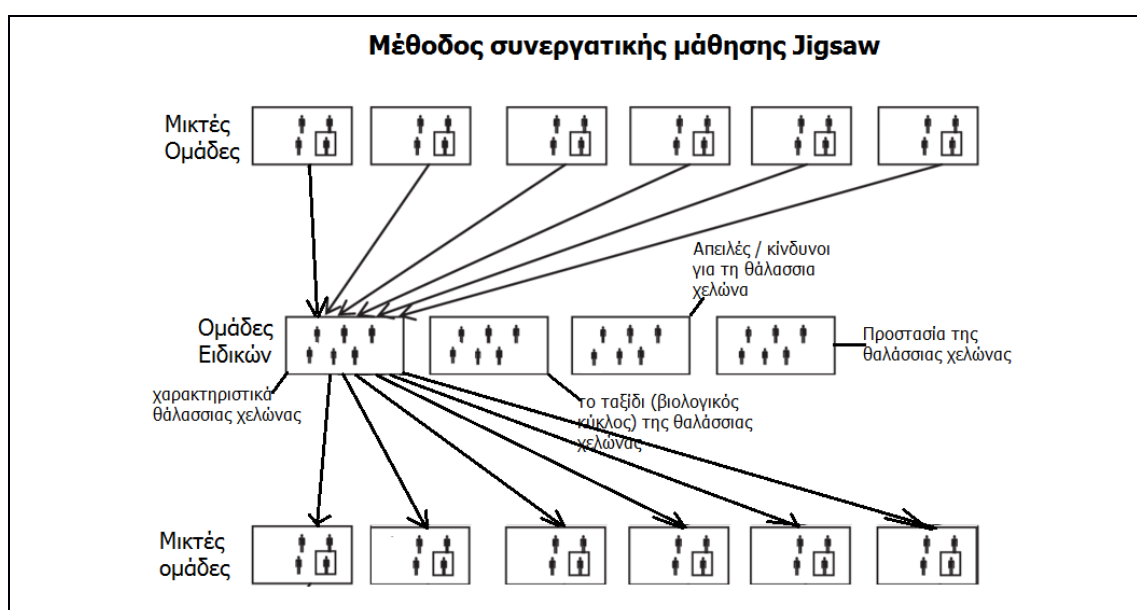 Μέθοδος συνεργατικής μάθησης Jigsaw
Μικτές
Ομάδες
Απειλές / κίνδυνοι
για τη θάλασσια
χελώνα
Ομάδες
Ειδικών
Προστασία της
θαλάσσιας χελώνας
χαρακτηριστικά
θάλασσιας χελώνας
το ταξίδι (βιολογικός
κύκλος) της θαλάσσιας
χελώνας
Μικτές
ομάδες